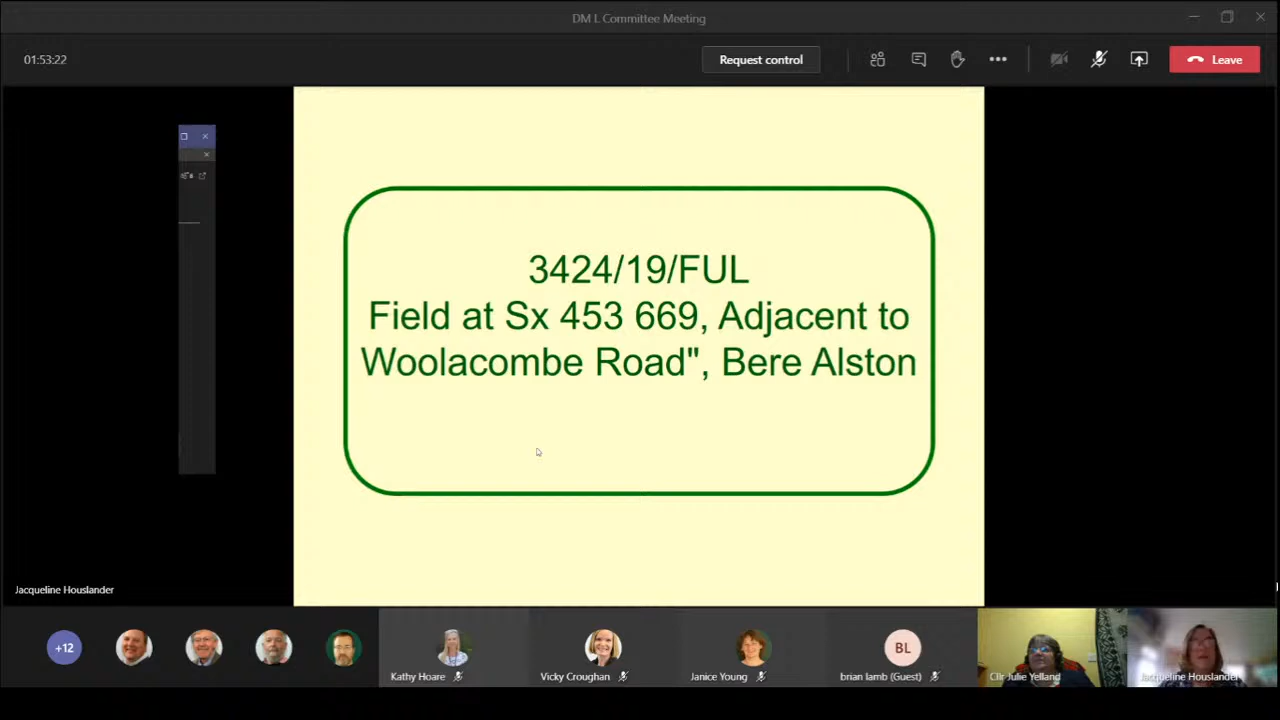 DM L Committee Meeting
01:53:22
Request control
Leave
3424/19/FUL
Field at Sx 453 669, Adjacent to
Woolacombe Road", Bere Alston
Jacqueline Houslander
+12
Kathy Hoare
Vicky Croughan
Janice Young
BL
brian lamb (Guest)
Cllr Julie Yelland
Jacqueline Houslander